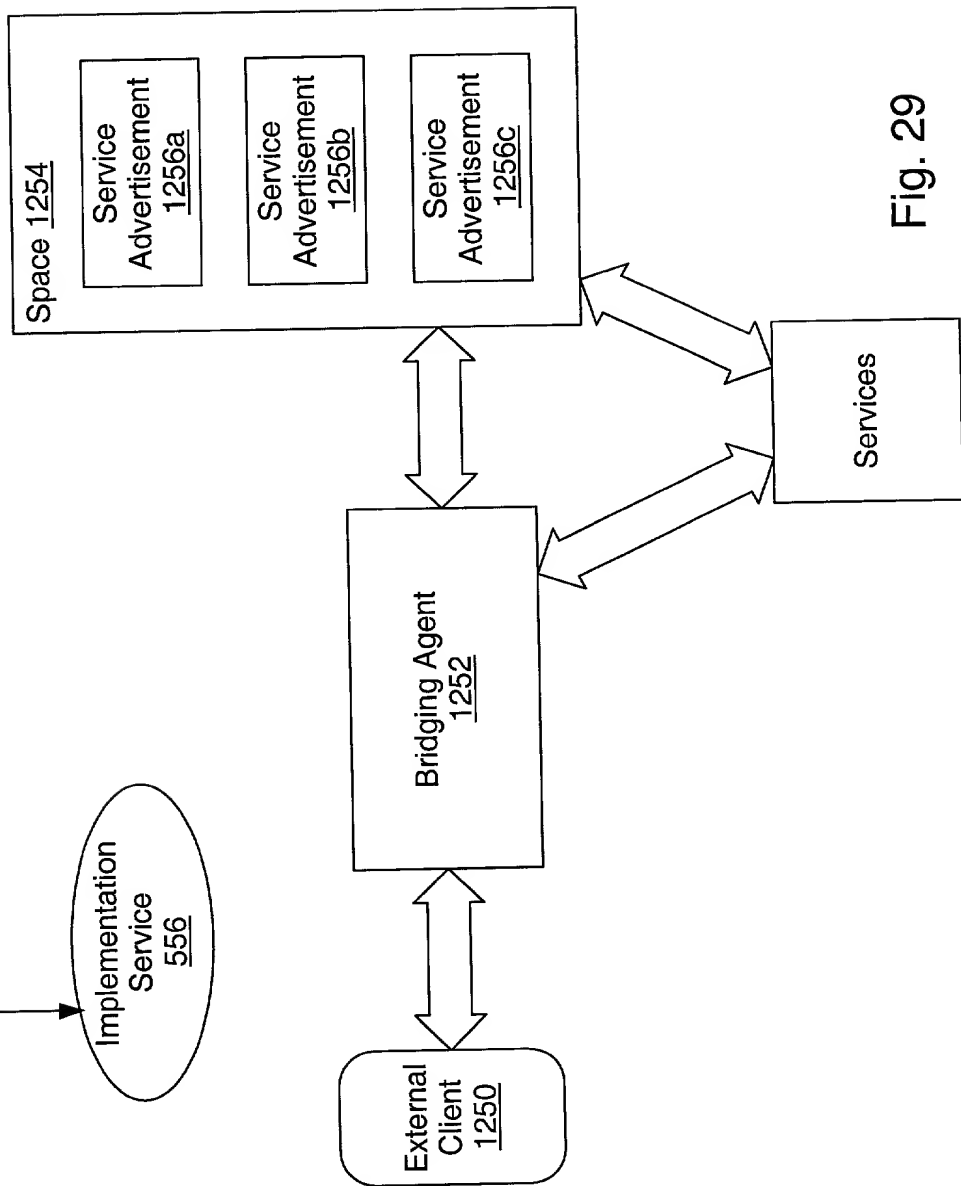 Implementation
Service
556
External
Client
1250
Bridging Agent
1252
Space 1254
Service
Advertisement
1256a
Service
Advertisement
1256b
Service
Advertisement
1256c
Services
Fig. 29